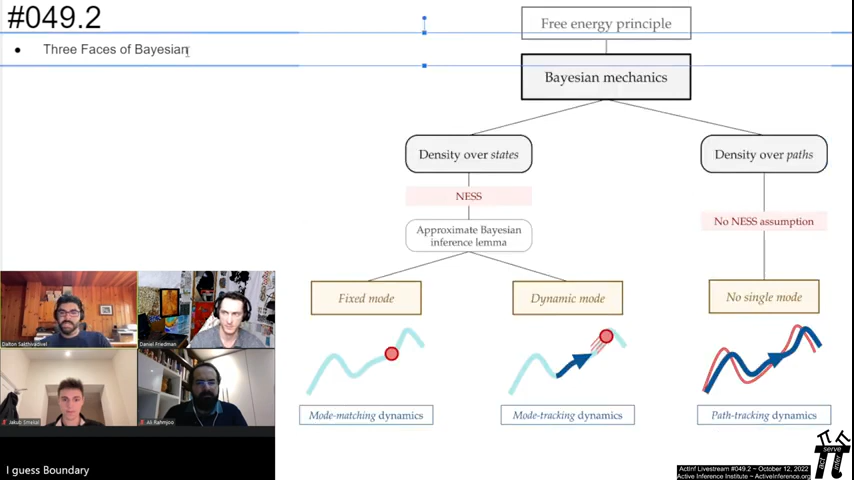 #049.2
● Three Faces of Bayesian
Free energy principle
Bayesian mechanics
Density over states
Density over paths
NESS
No NESS assumption
Approximate Bayesian
inference lemma
Fixed mode
Dynamic mode
No single mode
Mode-matching dynamics
Mode-tracking dynamics
Path-tracking dynamics
Dalton Sakthivadivel
Daniel Friedman
Jakub Smékal
Ali Rahmjoo
I guess Boundary
act
serve
infer
ActInf Livestream #049.2 ~ October 12, 2022
Active Inference Institute ~ ActiveInference.org